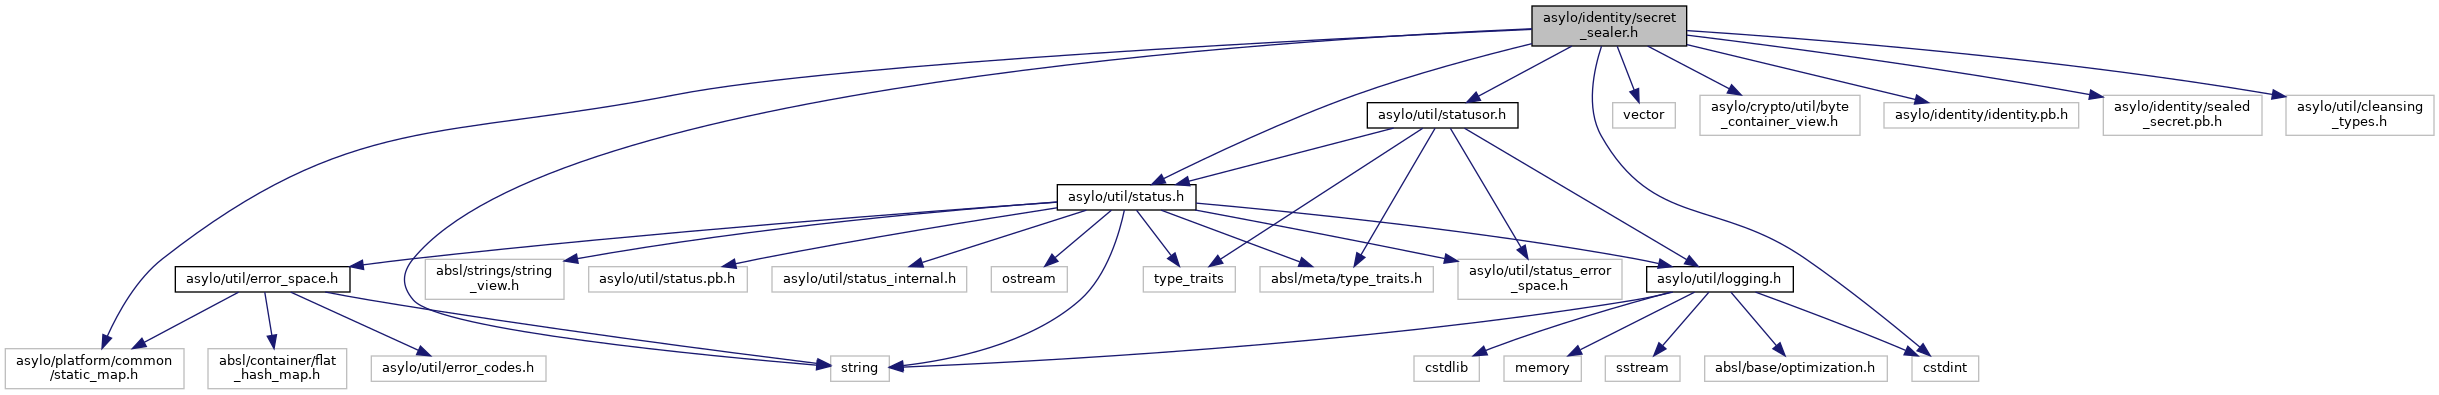 asylo/identity/secret
_sealer.h
asylo/util/statusor.h
vector
asylo/crypto/util/byte
_container_view.h
asylo/identity/identity.pb.h
asylo/identity/sealed
_secret.pb.h
asylo/util/cleansing
_types.h
asylo/util/status.h
asylo/util/error_space.h
absl/strings/string
_view.h
asylo/util/status.pb.h
asylo/util/status_internal.h
ostream
type_traits
absl/meta/type_traits.h
asylo/util/status_error
_space.h
asylo/util/logging.h
asylo/platform/common
/static_map.h
absl/container/flat
_hash_map.h
asylo/util/error_codes.h
string
cstdlib
memory
sstream
absl/base/optimization.h
cstdint